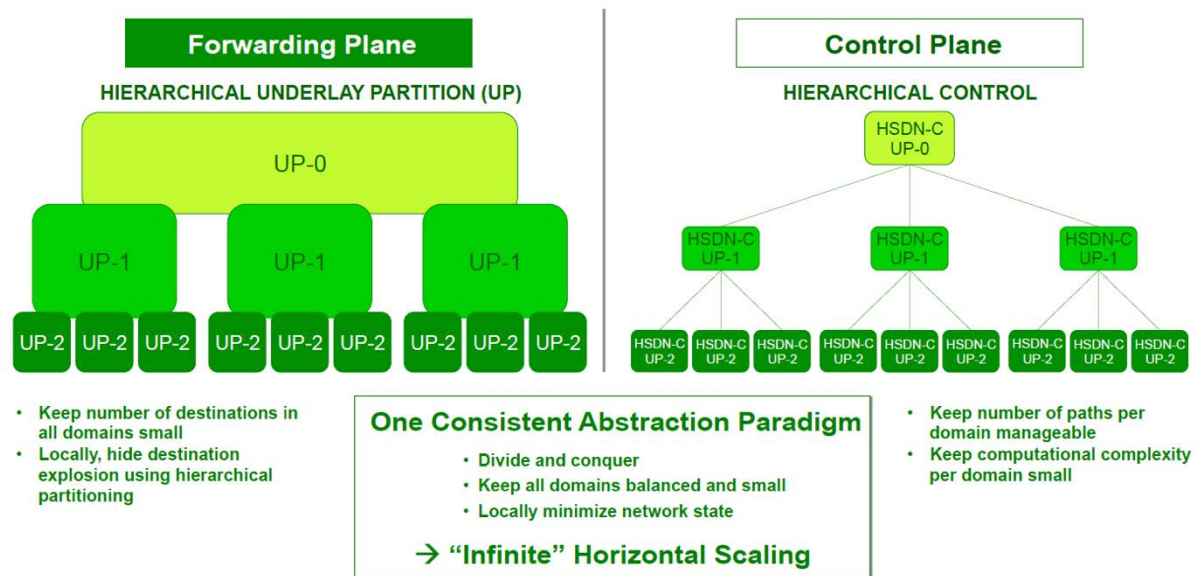 Forwarding Plane
HIERARCHICAL UNDERLAY PARTITION (UP)
UP-0
UP-1 UP-1 UP-1
UP-2 UP-2 UP-2 UP-2 UP-2 UP-2 UP-2 UP-2 UP-2
• Keep number of destinations in
all domains small
• Locally, hide destination
explosion using hierarchical
partitioning
Control Plane
HIERARCHICAL CONTROL
HSDN-C
UP-0
HSDN-C HSDN-C HSDN-C
UP-1 UP-1 UP-1
HSDN-C HSDN-C HSDN-C HSDN-C HSDN-C HSDN-C HSDN-C HSDN-C HSDN-C
UP-2 UP-2 UP-2 UP-2 UP-2 UP-2 UP-2 UP-2 UP-2
• Keep number of paths per
domain manageable
• Keep computational complexity
per domain small
One Consistent Abstraction Paradigm
• Divide and conquer
• Keep all domains balanced and small
• Locally minimize network state
→ “Infinite” Horizontal Scaling